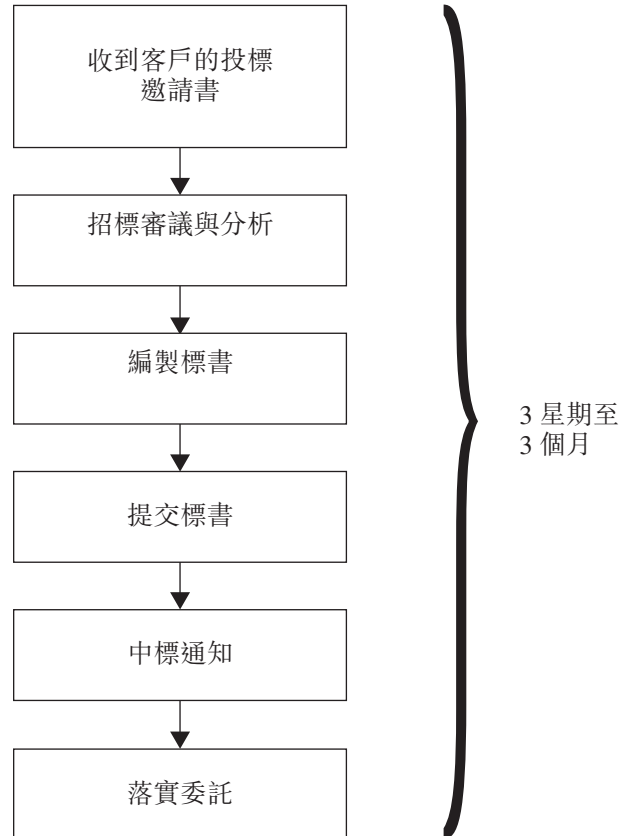 收到客戶的投標
邀請書
招標審議與分析
編製標書
提交標書
中標通知
落實委託
3 星期至
3 個月